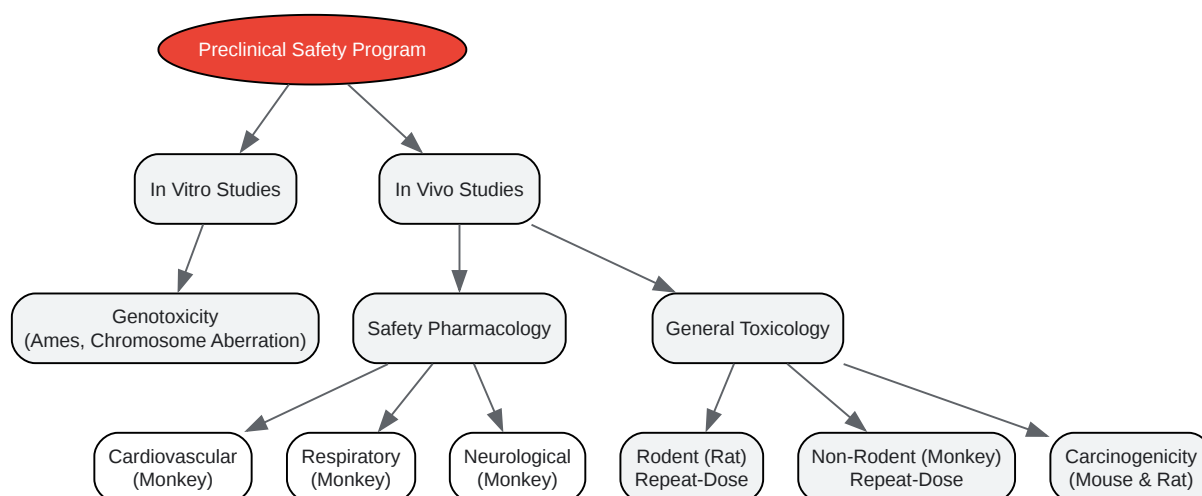 Preclinical Safety Program
In Vitro Studies
In Vivo Studies
Genotoxicity
(Ames, Chromosome Aberration)
Safety Pharmacology
General Toxicology
Cardiovascular
(Monkey)
Respiratory
(Monkey)
Neurological
(Monkey)
Rodent (Rat)
Repeat-Dose
Non-Rodent (Monkey)
Repeat-Dose
Carcinogenicity
(Mouse & Rat)